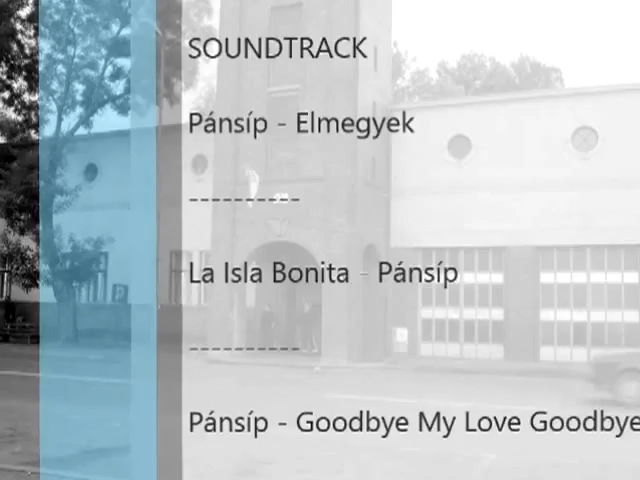 SOUNDTRACK
Pánsíp - Elmegyek
-----------
La Isla Bonita - Pánsíp
-----------
Pánsíp - Goodbye My Love Goodbye